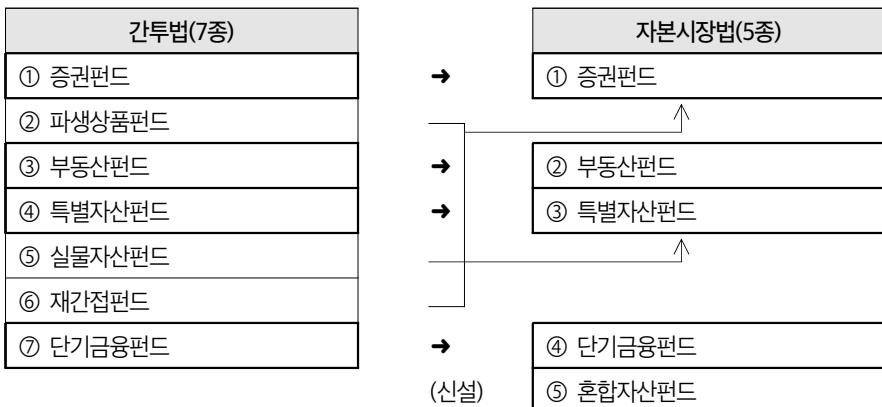 간투법(7종) 자본시장법(5종)
① 증권펀드 ➜ ① 증권펀드
② 파생상품펀드
③ 부동산펀드 ➜ ② 부동산펀드
④ 특별자산펀드 ➜ ③ 특별자산펀드
⑤ 실물자산펀드
⑥ 재간접펀드
⑦ 단기금융펀드 ➜ ④ 단기금융펀드
(신설) ⑤ 혼합자산펀드